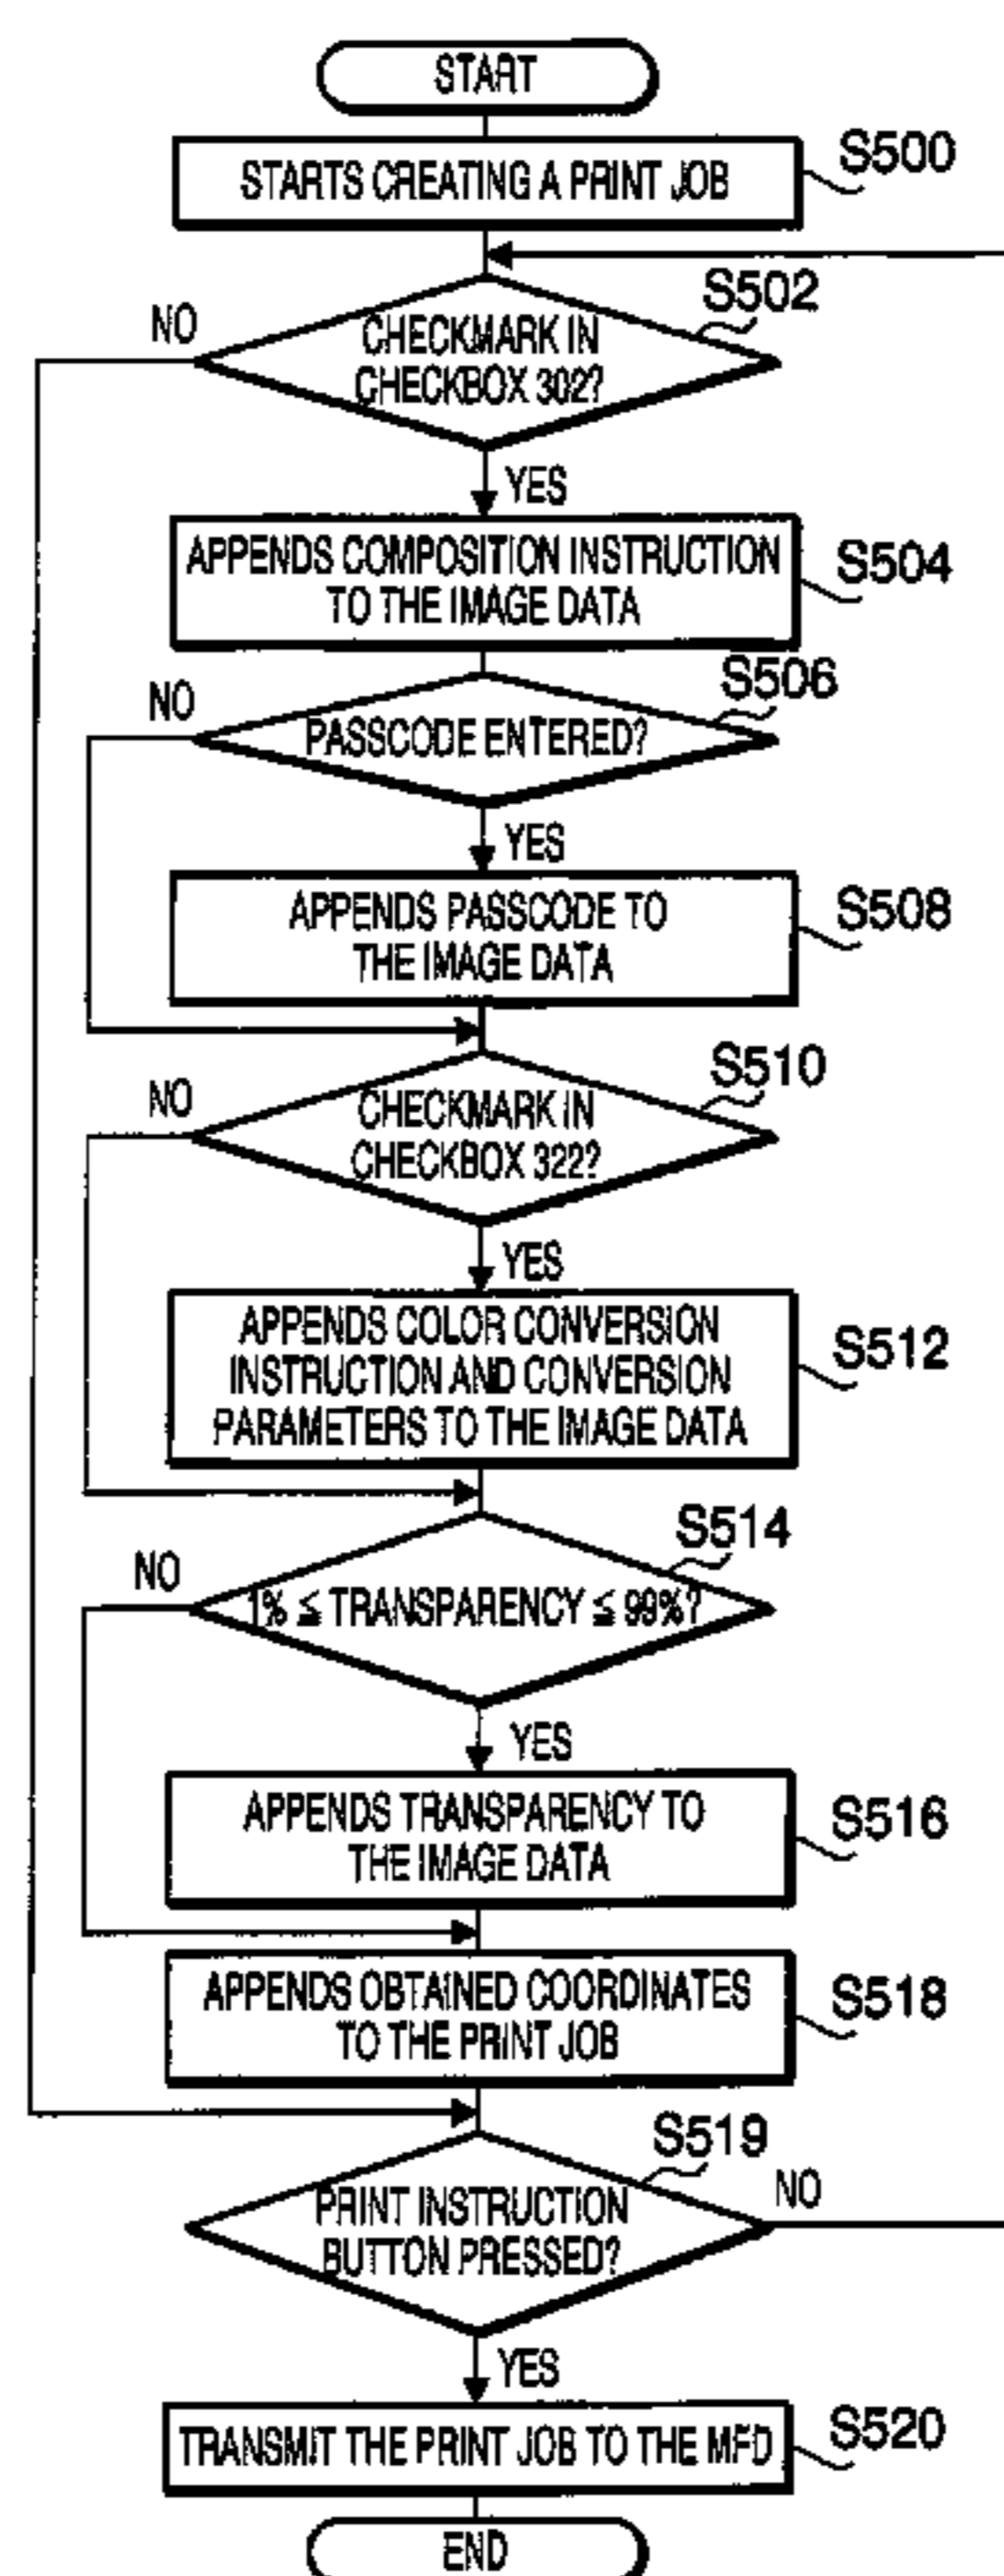 START
STARTS CREATING A PRINT JOB
S500
S502
NO
CHECKMARK IN
CHECKBOX 302?
YES
APPENDS COMPOSITION INSTRUCTION
TO THE IMAGE DATA
S504
S506
NO
PASSCODE ENTERED?
YES
APPENDS PASSCODE TO
THE IMAGE DATA
S508
S510
NO
CHECKMARK IN
CHECKBOX 322?
YES
APPENDS COLOR CONVERSION
INSTRUCTION AND CONVERSION
PARAMETERS TO THE IMAGE DATA
S512
S514
NO
1% ≦ TRANSPARENCY ≦ 99%?
YES
APPENDS TRANSPARENCY TO
THE IMAGE DATA
S516
APPENDS OBTAINED COORDINATES
TO THE PRINT JOB
S518
S519
PRINT INSTRUCTION
BUTTON PRESSED?
NO
YES
TRANSMIT THE PRINT JOB TO THE MFD
S520
END